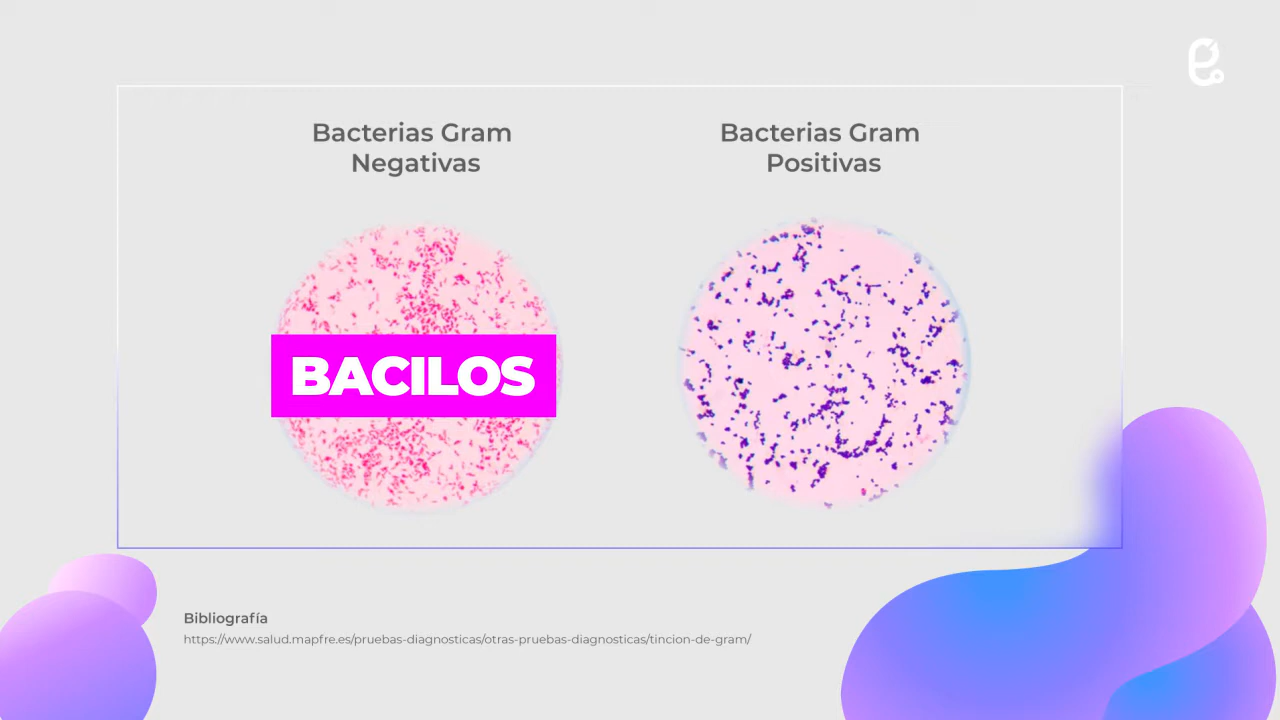 Bacterias Gram
Negativas
Bacterias Gram
Positivas
BACILOS
Bibliografía
https://www.salud.mapfre.es/pruebas-diagnosticas/otras-pruebas-diagnosticas/tincion-de-gram/